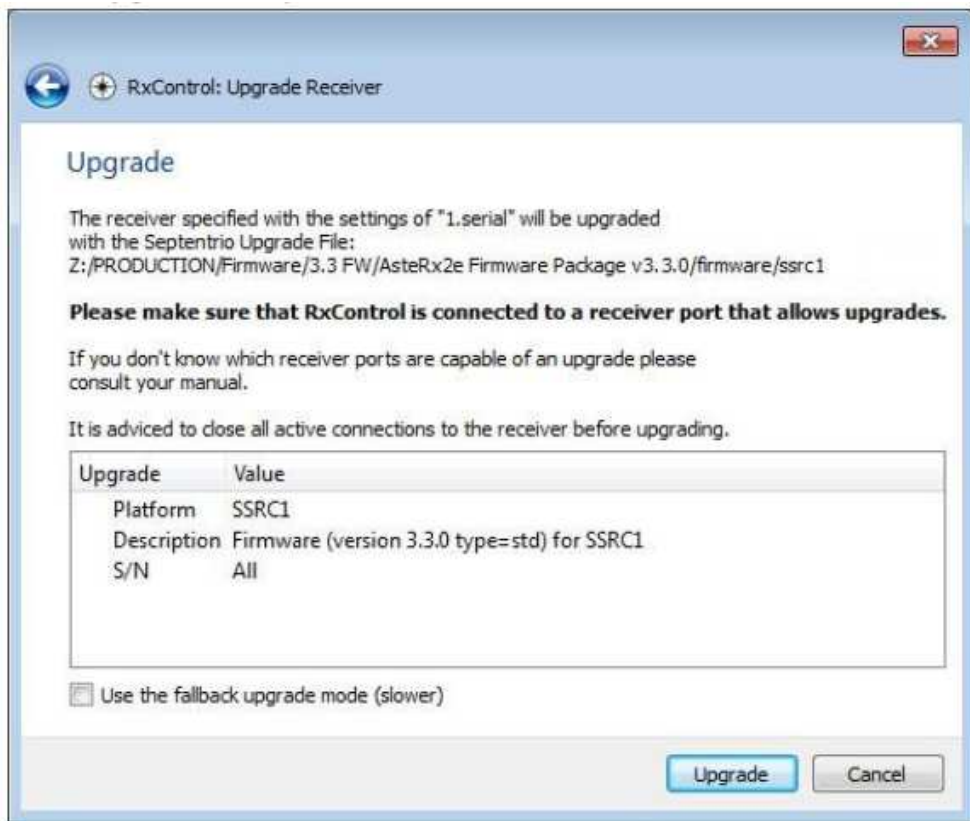 RxControl: Upgrade Receiver
Upgrade
The receiver specified with the settings of "1.serial" will be upgraded
with the Septentrio Upgrade File:
Z:/PRODUCTION/Firmware/3.3 FW/AsteRx2e Firmware Package v3.3.0/firmware/ssrc1
Please make sure that RxControl is connected to a receiver port that allows upgrades.
If you don't know which receiver ports are capable of an upgrade please
consult your manual.
It is adviced to close all active connections to the receiver before upgrading.
Upgrade Value
Platform SSRC1
Description Firmware (version 3.3.0 type=std) for SSRC1
S/N All
Use the fallback upgrade mode (slower)
Upgrade Cancel